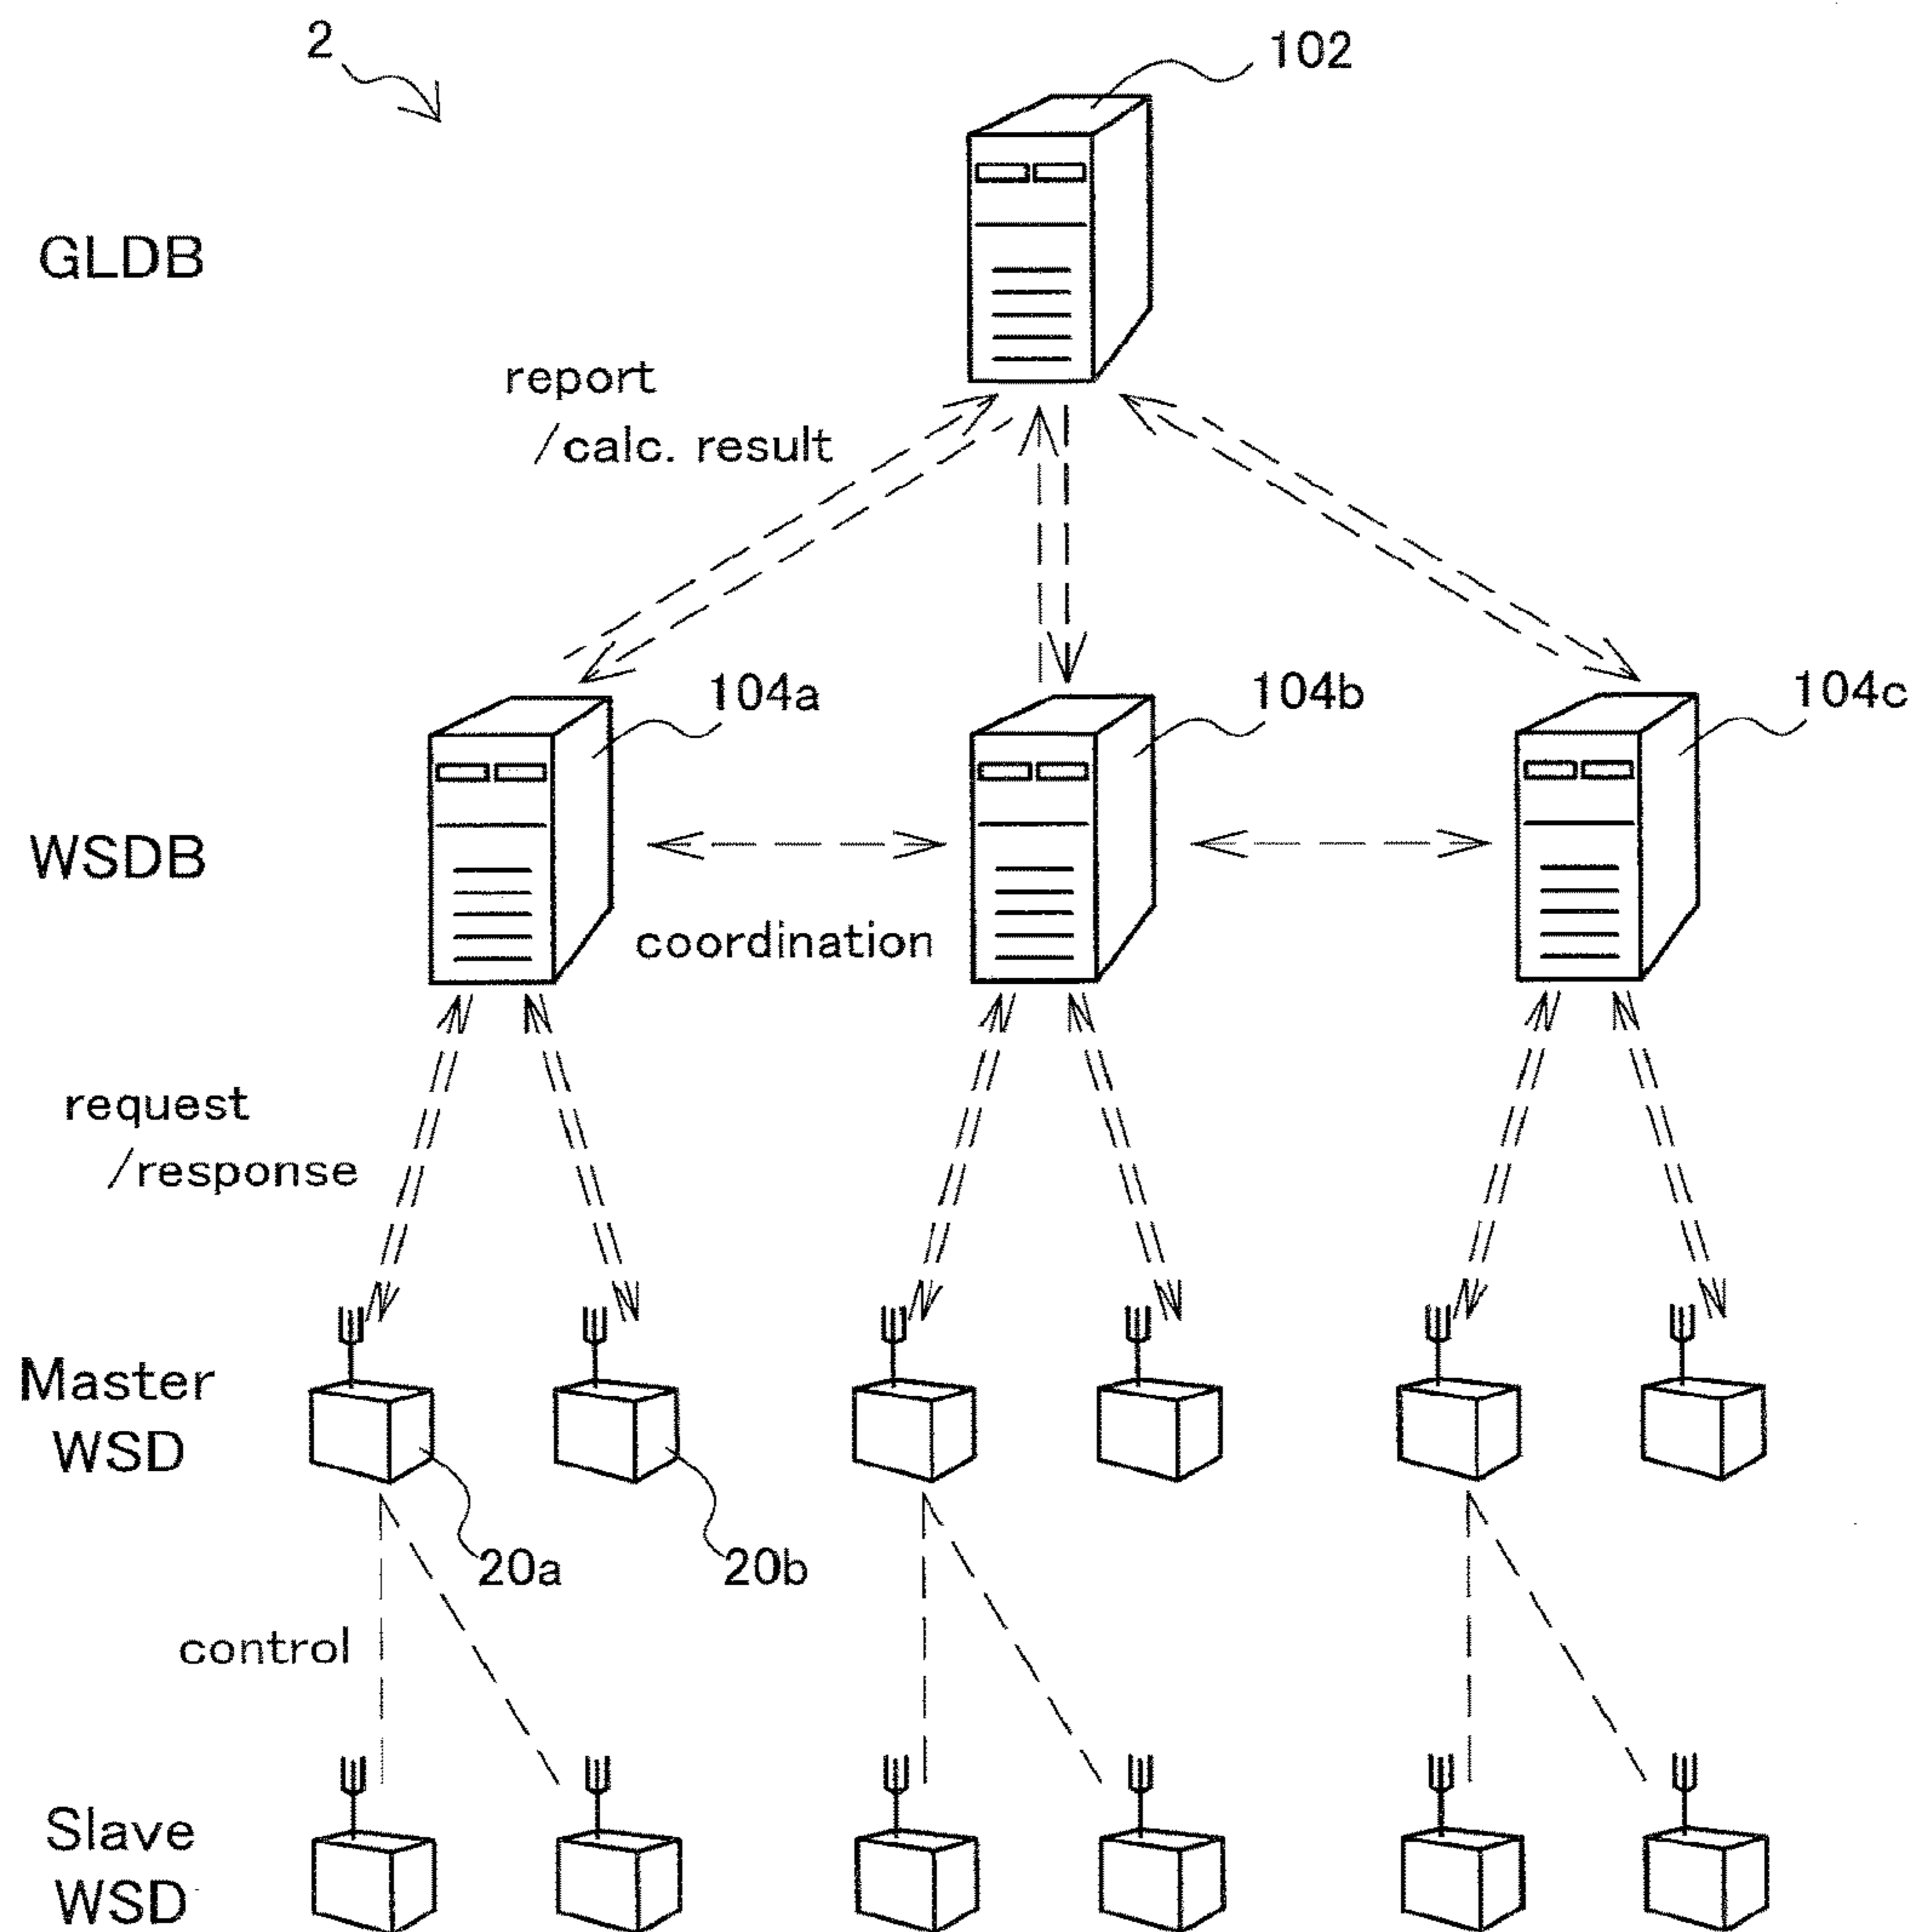 2
102
GLDB
report
/calc. result
104a
104b
104c
WSDB
coordination
request
/response
Master
WSD
20a
20b
control
Slave
WSD